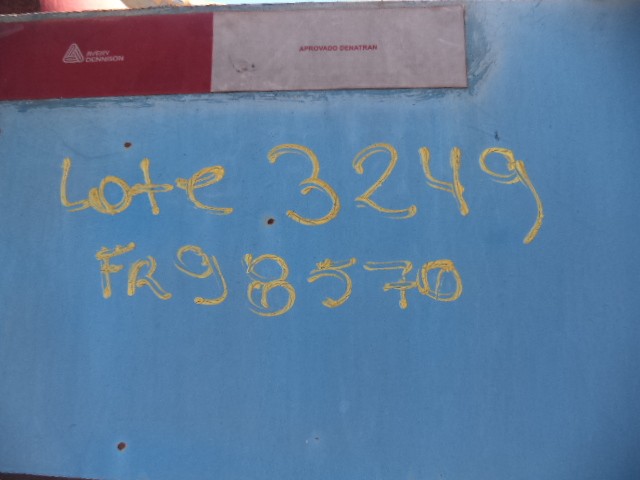 AVERY
DENNISON
APROVADO DENATRAN
Lote 3249
FR98570